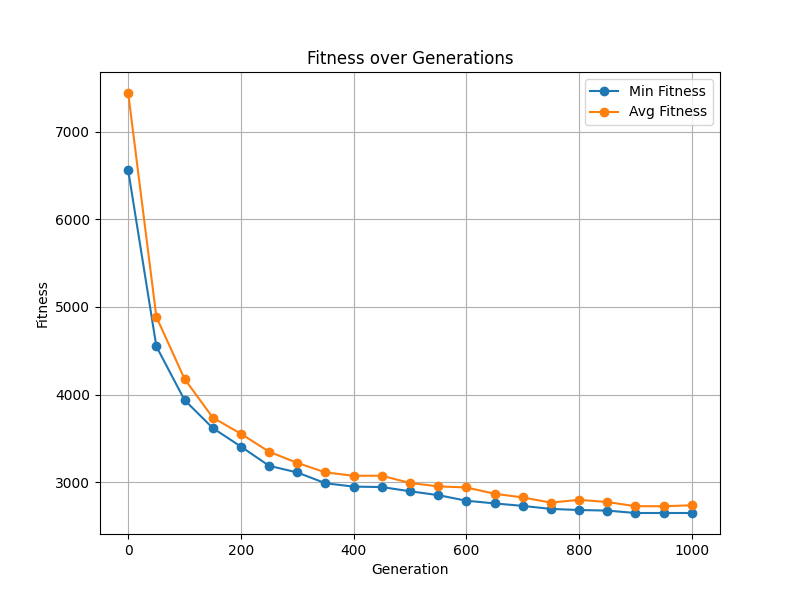 Fitness over Generations
Min Fitness
Avg Fitness
7000
6000
5000
4000
3000
Fitness
0 200 400 600 800 1000
Generation